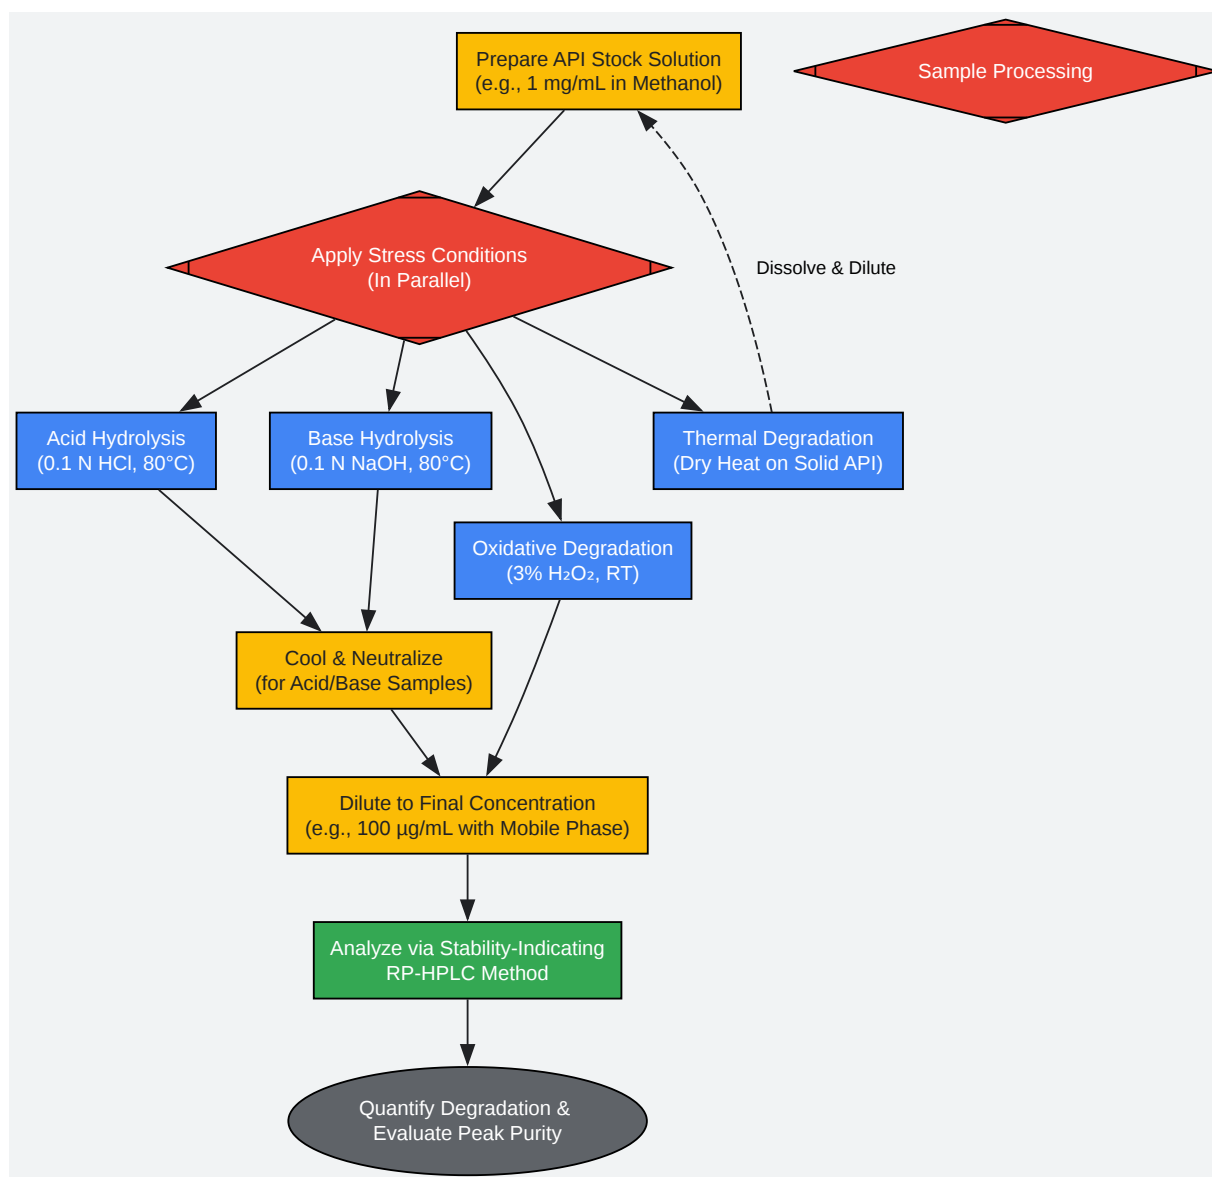 Prepare API Stock Solution
(e.g., 1 mg/mL in Methanol)
Sample Processing
Apply Stress Conditions
(In Parallel)
Dissolve & Dilute
Acid Hydrolysis
(0.1 N HCl, 80°C)
Base Hydrolysis
(0.1 N NaOH, 80°C)
Thermal Degradation
(Dry Heat on Solid API)
Oxidative Degradation
(3% H₂O₂, RT)
Cool & Neutralize
(for Acid/Base Samples)
Dilute to Final Concentration
(e.g., 100 µg/mL with Mobile Phase)
Analyze via Stability-Indicating
RP-HPLC Method
Quantify Degradation &
Evaluate Peak Purity